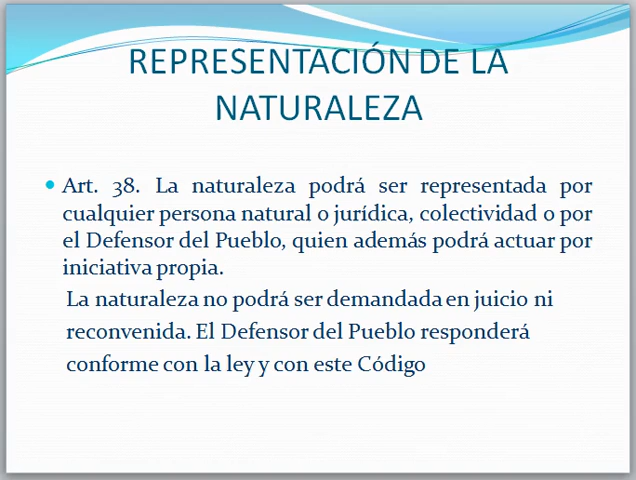 REPRESENTACIÓN DE LA
NATURALEZA
Art. 38. La naturaleza podrá ser representada por
cualquier persona natural o jurídica, colectividad o por
el Defensor del Pueblo, quien además podrá actuar por
iniciativa propia.
La naturaleza no podrá ser demandada en juicio ni
reconvenida. El Defensor del Pueblo responderá
conforme con la ley y con este Código